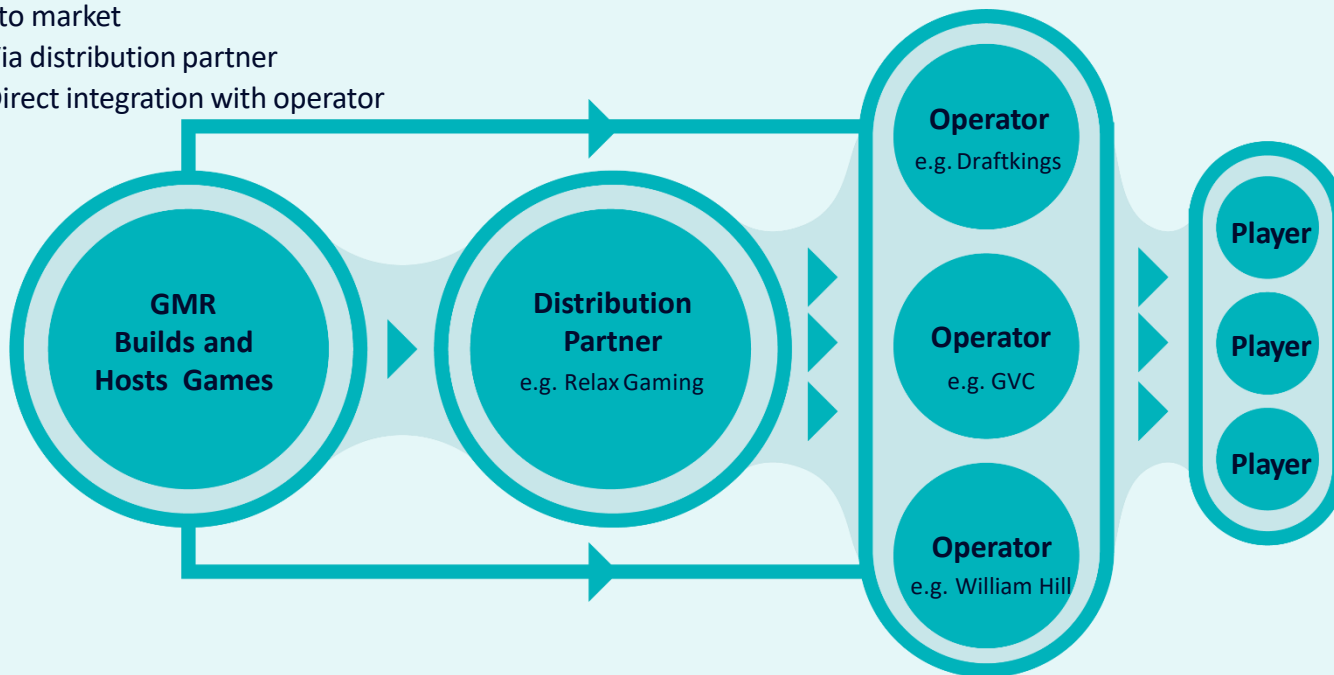 to market
ia distribution partner
irect integration with operator
GMR
Builds and
Hosts Games
Distribution
Partner
e.g. Relax Gaming
Operator
e.g. Draftkings
Operator
e.g. GVC
Operator
e.g. William Hill
Player
Player
Player